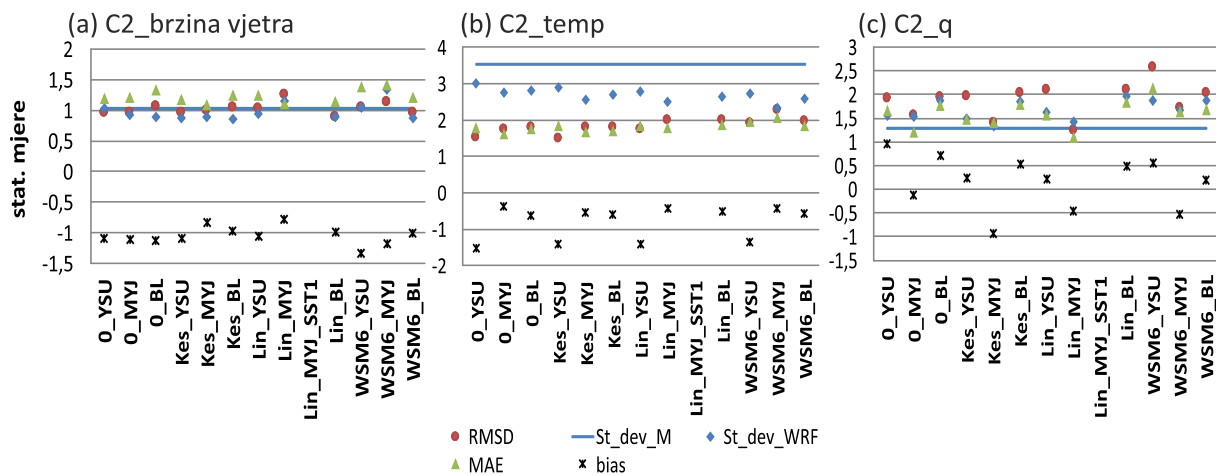 (a) C2_brzina vjetra
(b) C2_temp
(c) C2_q
stat. mjere
2
1,5
1
0,5
0
-0,5
-1
-1,5
4
3
2
1
0
-1
-2
3
2,5
2
1,5
1
0,5
0
-0,5
-1
-1,5
0_YSU
0_MYJ
0_BL
Kes_YSU
Kes_MYJ
Kes_BL
Lin_YSU
Lin_MYJ
Lin_MYJ_SST1
Lin_BL
WSM6_YSU
WSM6_MYJ
WSM6_BL
0_YSU
0_MYJ
0_BL
Kes_YSU
Kes_MYJ
Kes_BL
Lin_YSU
Lin_MYJ
Lin_MYJ_SST1
Lin_BL
WSM6_YSU
WSM6_MYJ
WSM6_BL
0_YSU
0_MYJ
0_BL
Kes_YSU
Kes_MYJ
Kes_BL
Lin_YSU
Lin_MYJ
Lin_MYJ_SST1
Lin_BL
WSM6_YSU
WSM6_MYJ
WSM6_BL
RMSD
St_dev_M
St_dev_WRF
MAE
bias